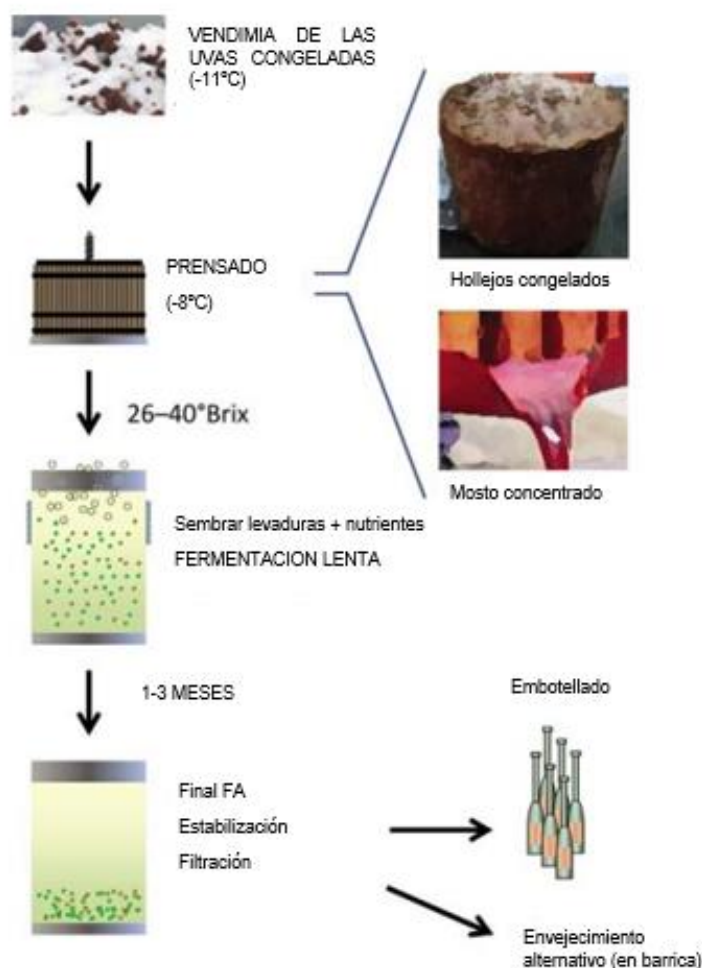 VENDIMIA DE LAS
UVAS CONGELADAS
(-11ºC)
PRENSADO
(-8ºC)
Hollejos congelados
26–40°Brix
Mosto concentrado
Sembrar levaduras + nutrientes
FERMENTACION LENTA
1-3 MESES
Embotellado
Final FA
Estabilización
Filtración
Envejecimiento
alternativo (en barrica)